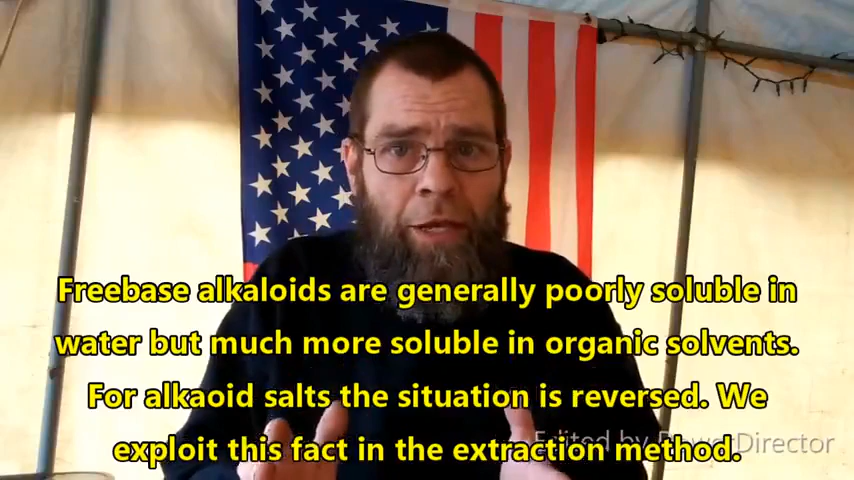 Freebase alkaloids are generally poorly soluble in
water but much more soluble in organic solvents.
For alkaoid salts the situation is reversed. We
exploit this fact in the extraction method.
Edited by PowerDirector